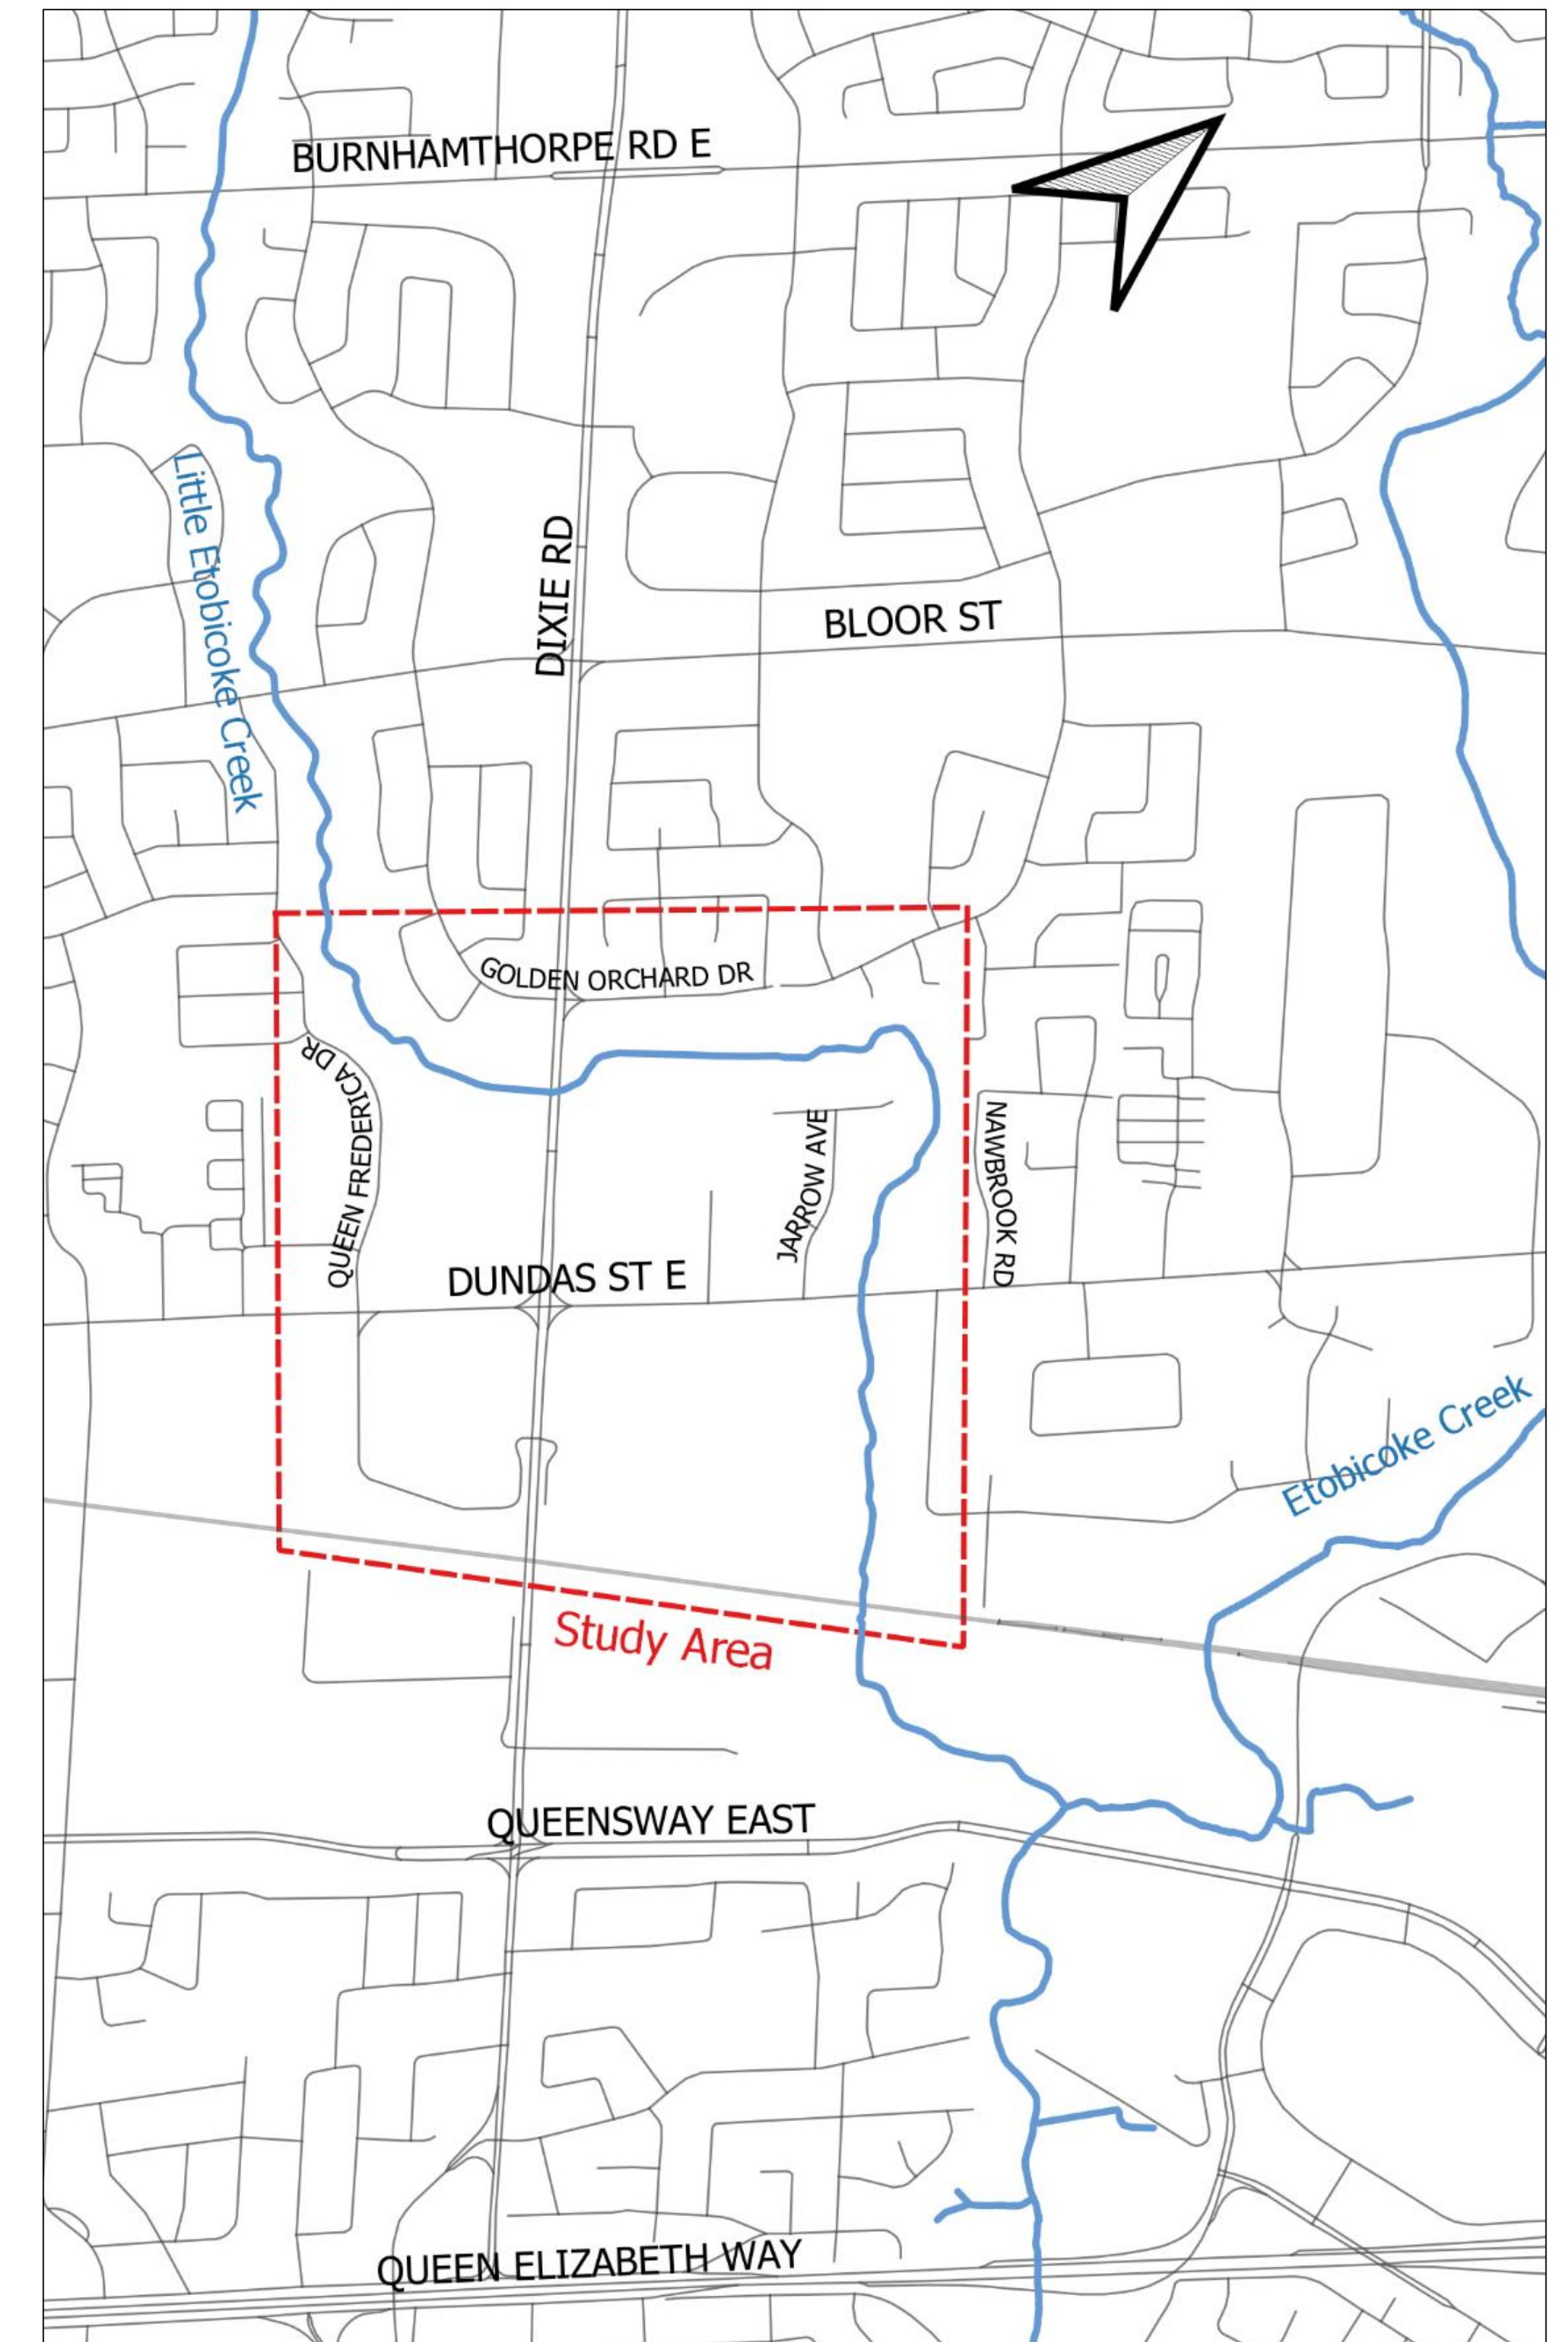 BURNHAMTHORPE RD E
Little Etobicoke Creek
DIXIE RD
BLOOR ST
GOLDEN ORCHARD DR
QUEEN FREDERICA DR
JARROW AVE
NAWBROOK RD
DUNDAS ST E
Etobicoke Creek
Study Area
QUEENSWAY EAST
QUEEN ELIZABETH WAY